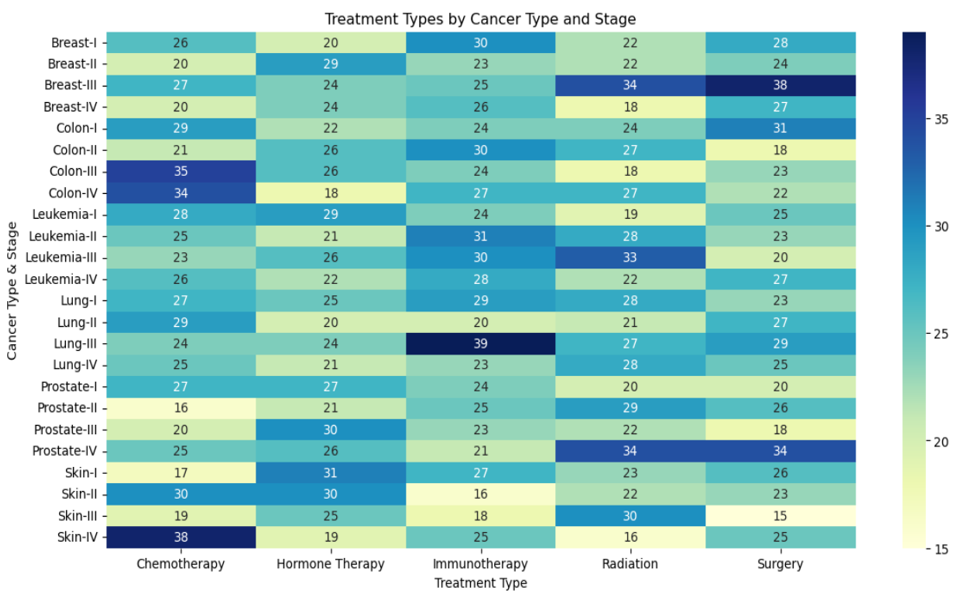 Treatment Types by Cancer Type and Stage
Breast-I 26 20 30 22 28
Breast-II 20 29 23 22 24
Breast-III 27 24 25 34 38
Breast-IV 20 24 26 18 27
Colon-I 29 22 24 24 31
Colon-II 21 26 30 27 18
Colon-III 35 26 24 18 23
Colon-IV 34 18 27 27 22
Leukemia-I 28 29 24 19 25
Leukemia-II 25 21 31 28 23
Leukemia-III 23 26 30 33 20
Leukemia-IV 26 22 28 22 27
Lung-I 27 25 29 28 23
Lung-II 29 20 20 21 27
Lung-III 24 24 39 27 29
Lung-IV 25 21 23 28 25
Prostate-I 27 27 24 20 20
Prostate-II 16 21 25 29 26
Prostate-III 20 30 23 22 18
Prostate-IV 25 26 21 34 34
Skin-I 17 31 27 23 26
Skin-II 30 30 16 22 23
Skin-III 19 25 18 30 15
Skin-IV 38 19 25 16 25
Chemotherapy Hormone Therapy Immunotherapy Radiation Surgery
Treatment Type
Cancer Type & Stage
35
30
25
20
15